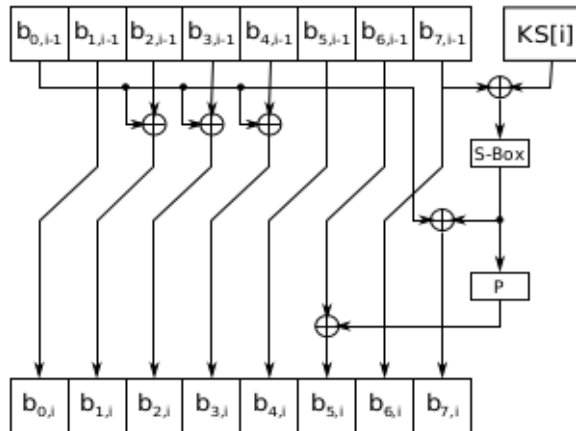 b0,i-1 b1,i-1 b2,i-1 b3,i-1 b4,i-1 b5,i-1 b6,i-1 b7,i-1 KS[i]
S-Box
P
b0,i b1,i b2,i b3,i b4,i b5,i b6,i b7,i